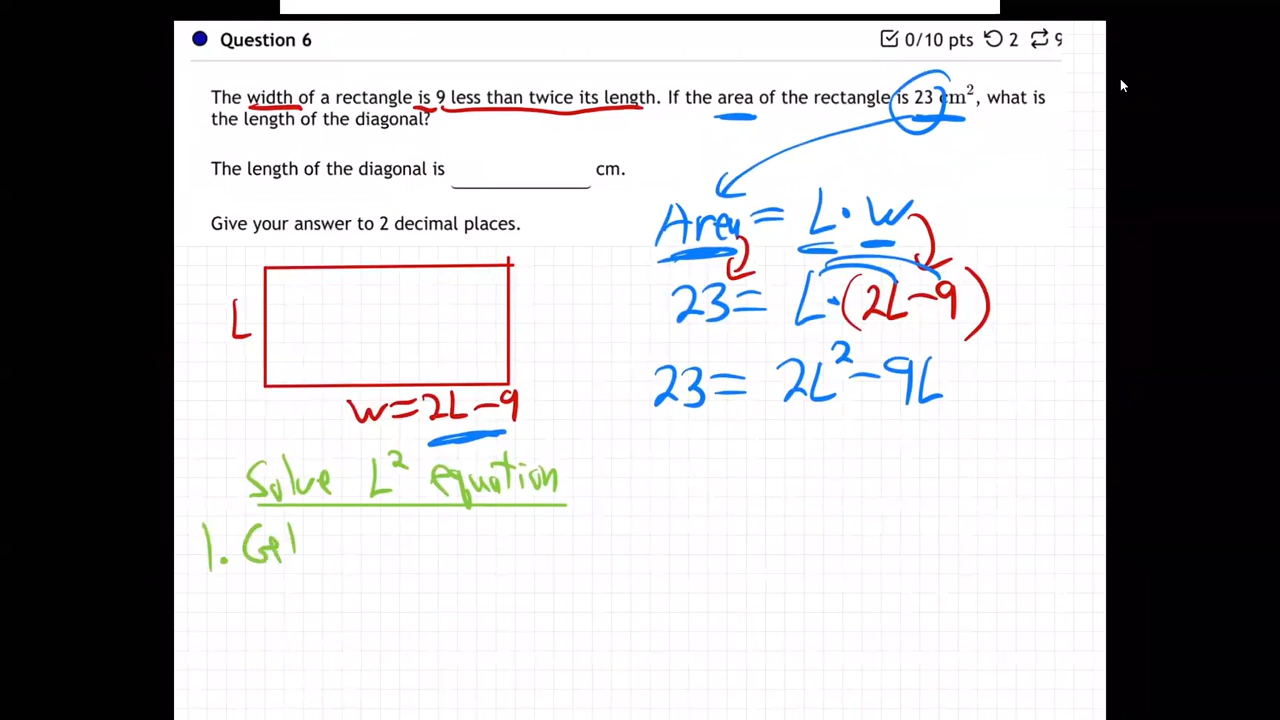 Question 6
0/10 pts 2 9
The width of a rectangle is 9 less than twice its length. If the area of the rectangle is 23 cm², what is
the length of the diagonal?
The length of the diagonal is ____________ cm.
Give your answer to 2 decimal places.
Area = L · W
23 = L · (2L - 9)
23 = 2L² - 9L
L
W = 2L - 9
Solve L² equation
1. Get